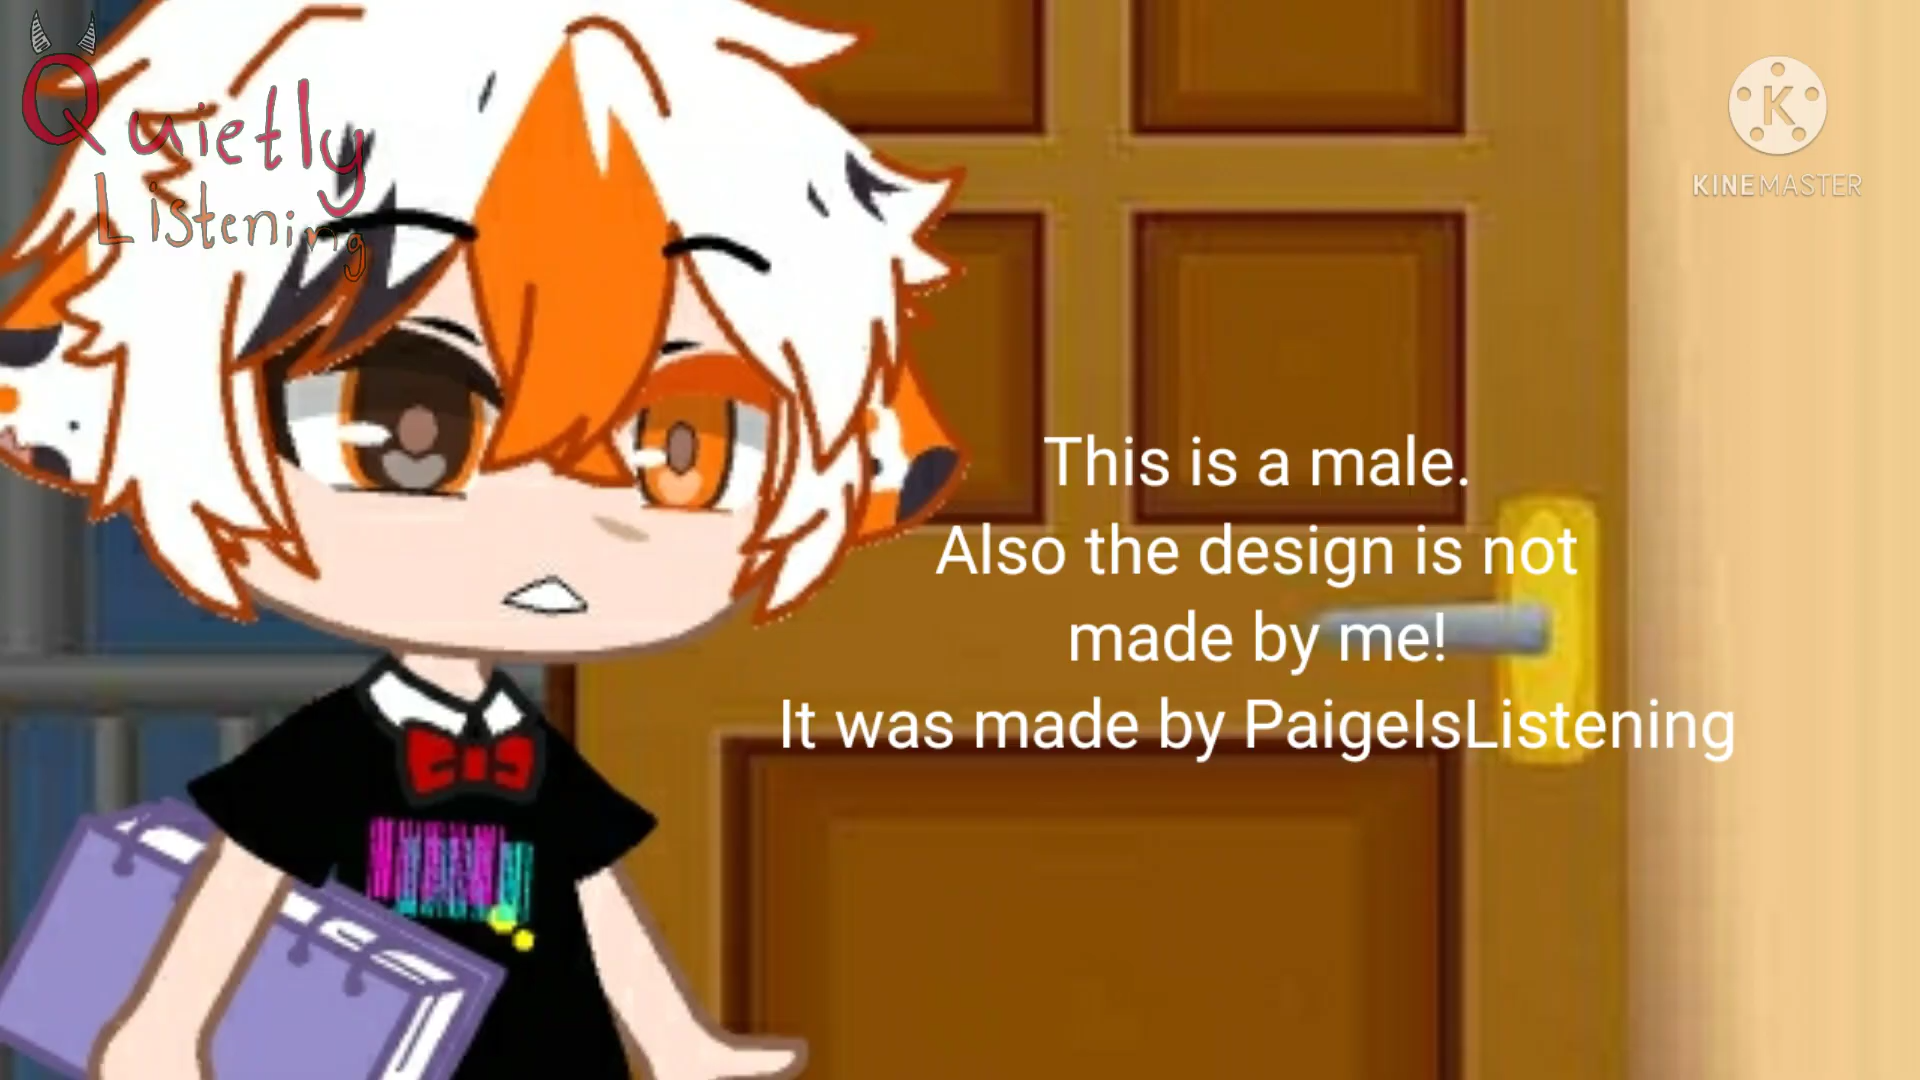 Quietly
Listening
KINEMASTER
This is a male.
Also the design is not
made by me!
It was made by PaigeIsListening